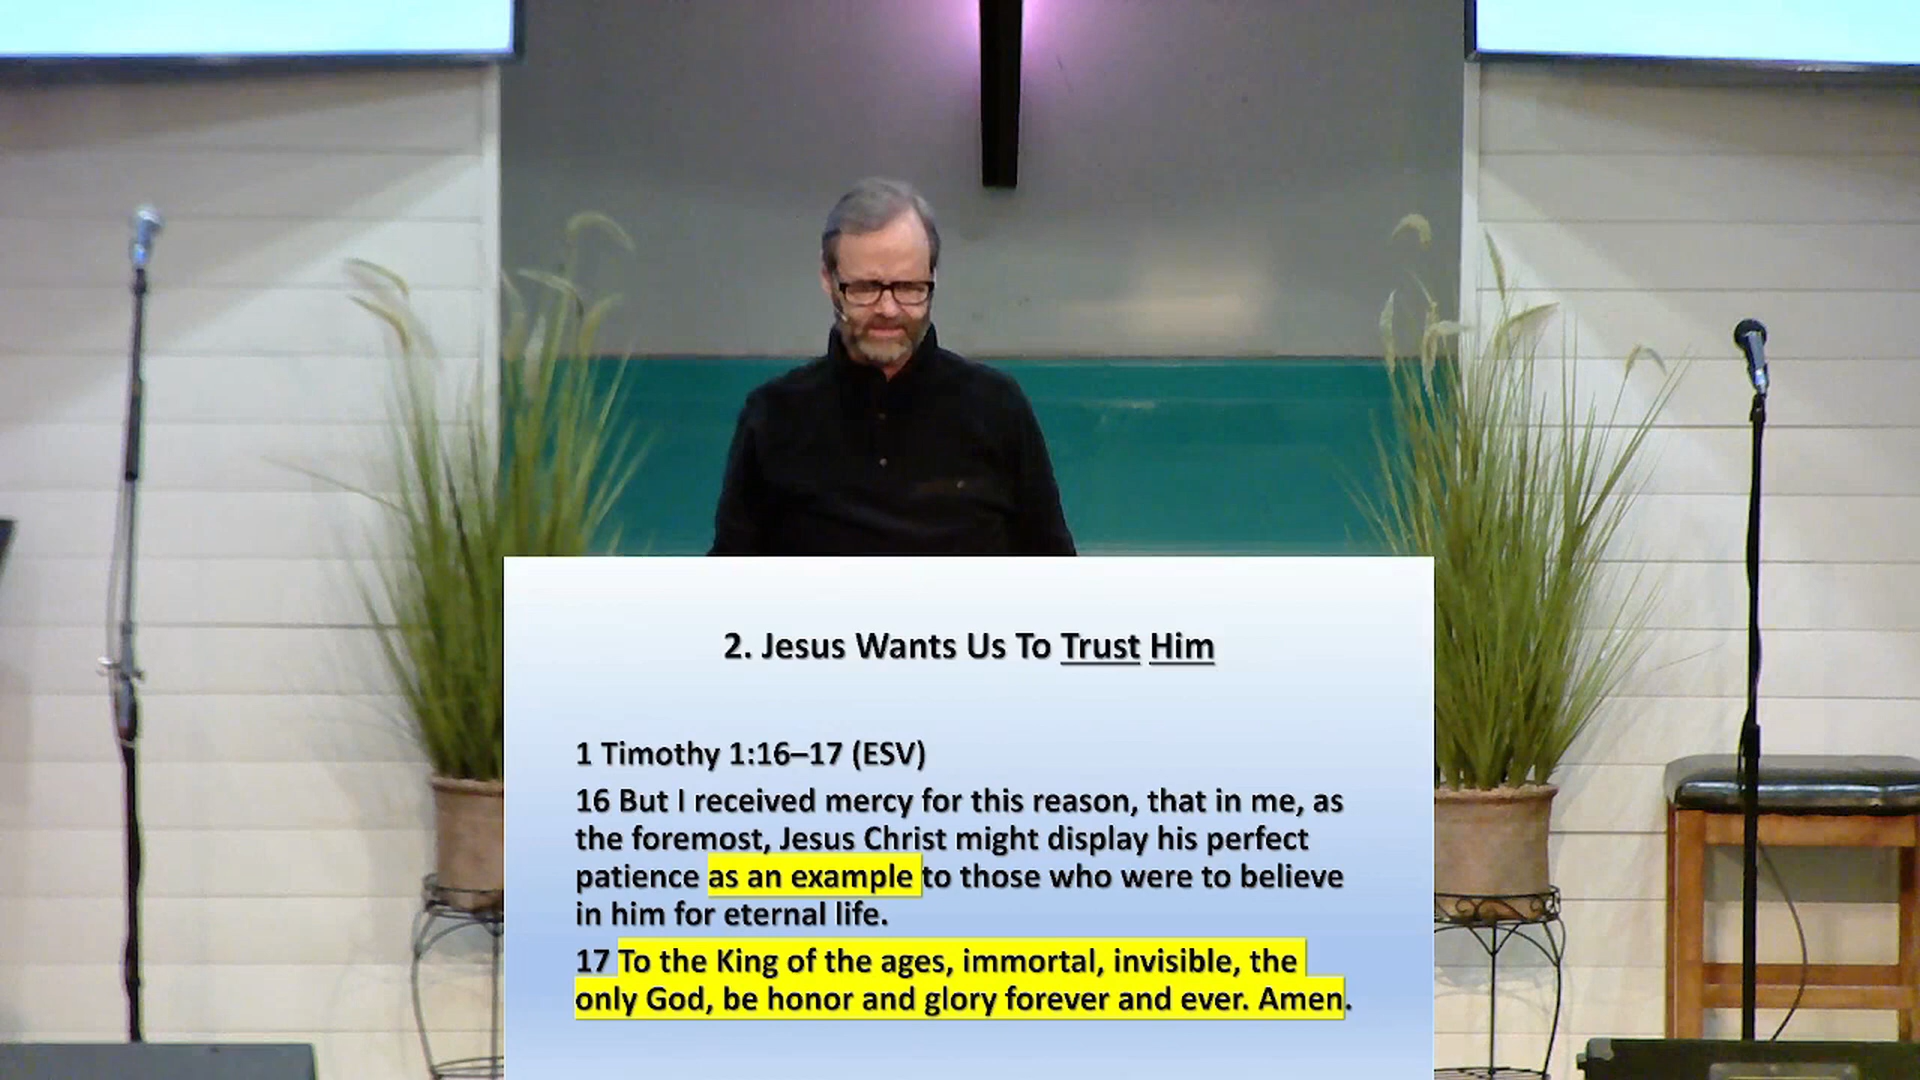 2. Jesus Wants Us To Trust Him
1 Timothy 1:16–17 (ESV)
16 But I received mercy for this reason, that in me, as
the foremost, Jesus Christ might display his perfect
patience as an example to those who were to believe
in him for eternal life.
17 To the King of the ages, immortal, invisible, the
only God, be honor and glory forever and ever. Amen.